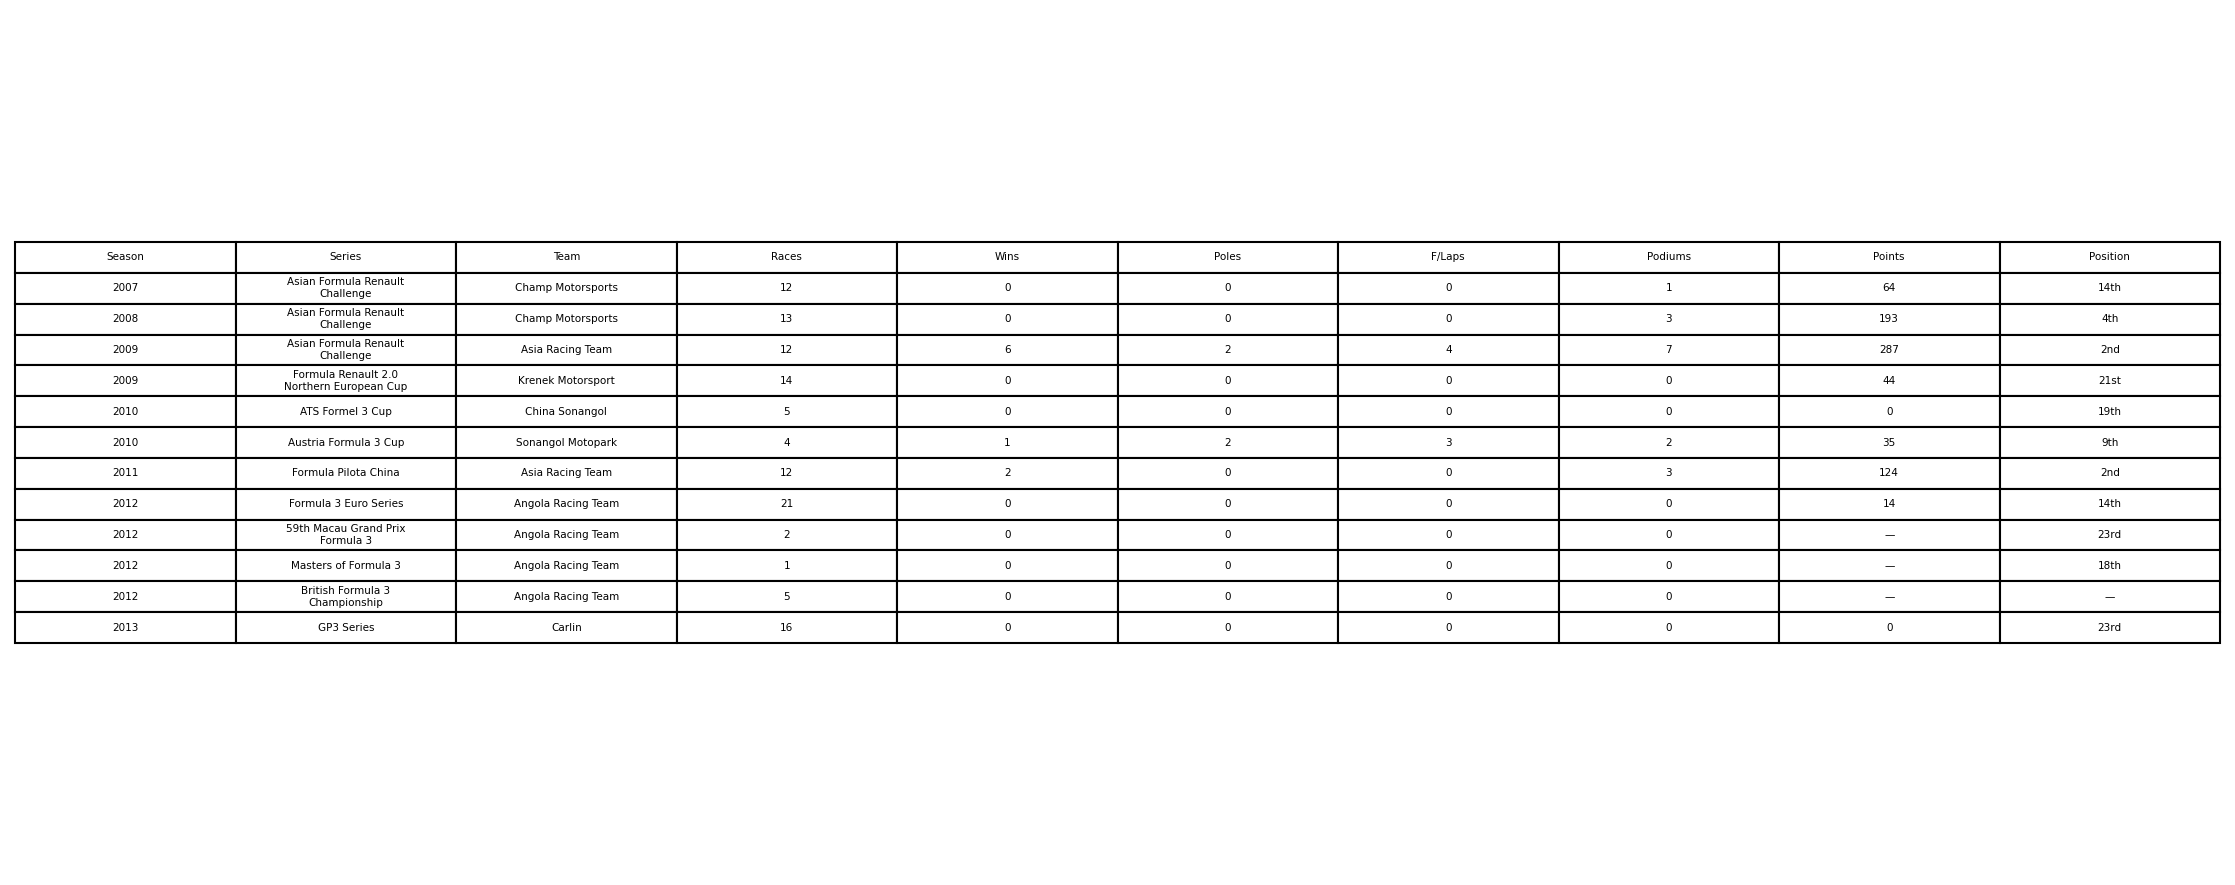 Season Series Team Races Wins Poles F/Laps Podiums Points Position
2007 Asian Formula Renault Challenge Champ Motorsports 12 0 0 0 1 64 14th
2008 Asian Formula Renault Challenge Champ Motorsports 13 0 0 0 3 193 4th
2009 Asian Formula Renault Challenge Asia Racing Team 12 6 2 4 7 287 2nd
2009 Formula Renault 2.0 Northern European Cup Krenek Motorsport 14 0 0 0 0 44 21st
2010 ATS Formel 3 Cup China Sonangol 5 0 0 0 0 0 19th
2010 Austria Formula 3 Cup Sonangol Motopark 4 1 2 3 2 35 9th
2011 Formula Pilota China Asia Racing Team 12 2 0 0 3 124 2nd
2012 Formula 3 Euro Series Angola Racing Team 21 0 0 0 0 14 14th
2012 59th Macau Grand Prix Formula 3 Angola Racing Team 2 0 0 0 0 — 23rd
2012 Masters of Formula 3 Angola Racing Team 1 0 0 0 0 — 18th
2012 British Formula 3 Championship Angola Racing Team 5 0 0 0 0 — —
2013 GP3 Series Carlin 16 0 0 0 0 0 23rd